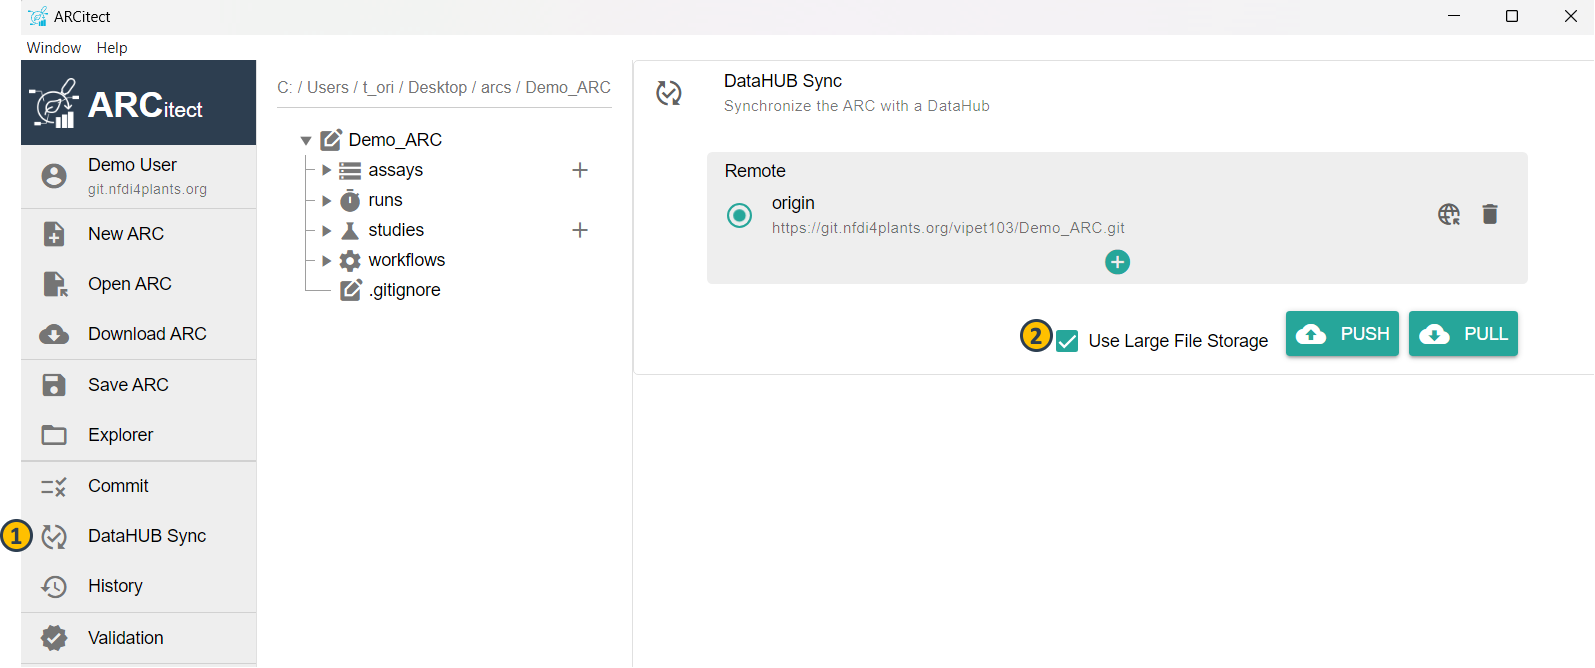 ARCitect
Window Help
ARCitect
Demo User
git.nfdi4plants.org
New ARC
Open ARC
Download ARC
Save ARC
Explorer
Commit
1
DataHUB Sync
History
Validation
C: / Users / t_ori / Desktop / arcs / Demo_ARC
Demo_ARC
assays
runs
studies
workflows
.gitignore
DataHUB Sync
Synchronize the ARC with a DataHub
Remote
origin
https://git.nfdi4plants.org/vipet103/Demo_ARC.git
2
Use Large File Storage
PUSH
PULL